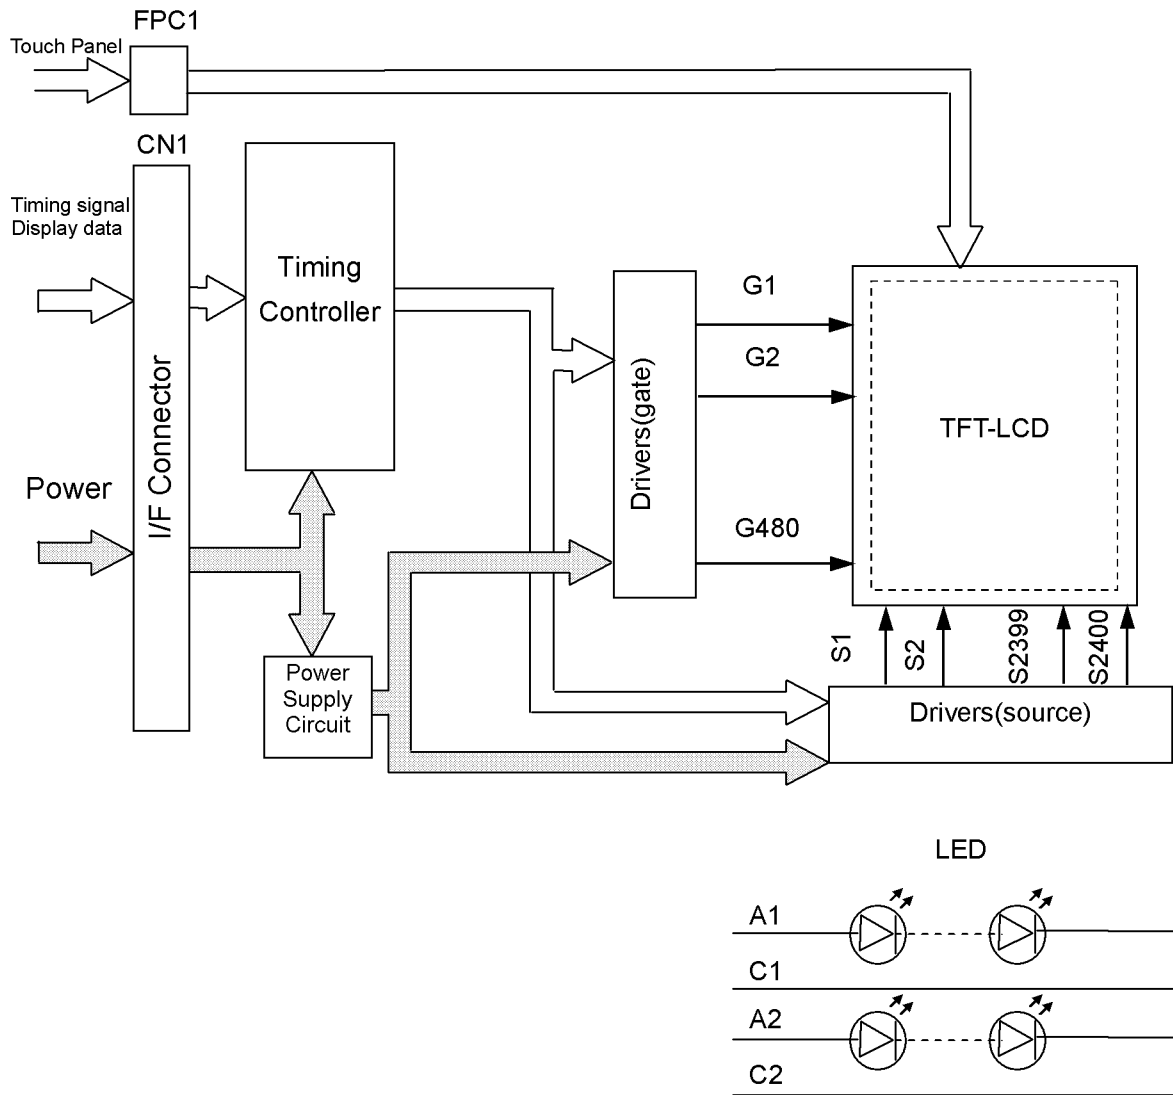 FPC1
Touch Panel
CN1
Timing signal
Display data
Timing
Controller
I/F Connector
Power
Power
Supply
Circuit
Drivers(gate)
G1
G2
G480
TFT-LCD
S1
S2
S2399
S2400
Drivers(source)
LED
A1
C1
A2
C2